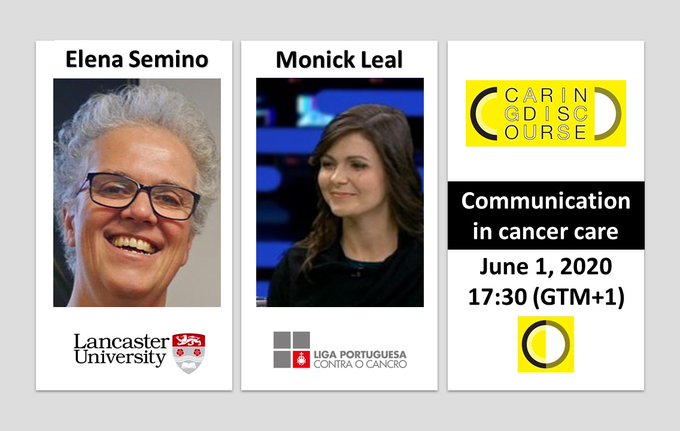 Elena Semino
Lancaster
University
Monick Leal
LIGA PORTUGUESA
CONTRA O CANCRO
CARIN
GDISC
OURSE
Communication
in cancer care
June 1, 2020
17:30 (GTM+1)